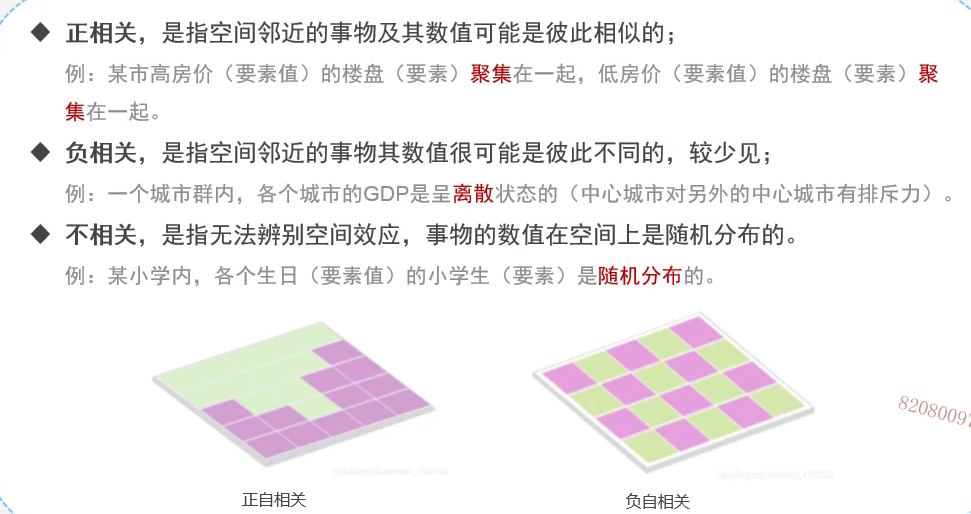 ◆ 正相关，是指空间邻近的事物及其数值可能是彼此相似的；
例：某市高房价（要素值）的楼盘（要素）聚集在一起，低房价（要素值）的楼盘（要素）聚
集在一起。
◆ 负相关，是指空间邻近的事物其数值很可能是彼此不同的，较少见；
例：一个城市群内，各个城市的GDP是呈离散状态的（中心城市对另外的中心城市有排斥力）。
◆ 不相关，是指无法辨别空间效应，事物的数值在空间上是随机分布的。
例：某小学内，各个生日（要素值）的小学生（要素）是随机分布的。
8208009
正自相关
负自相关